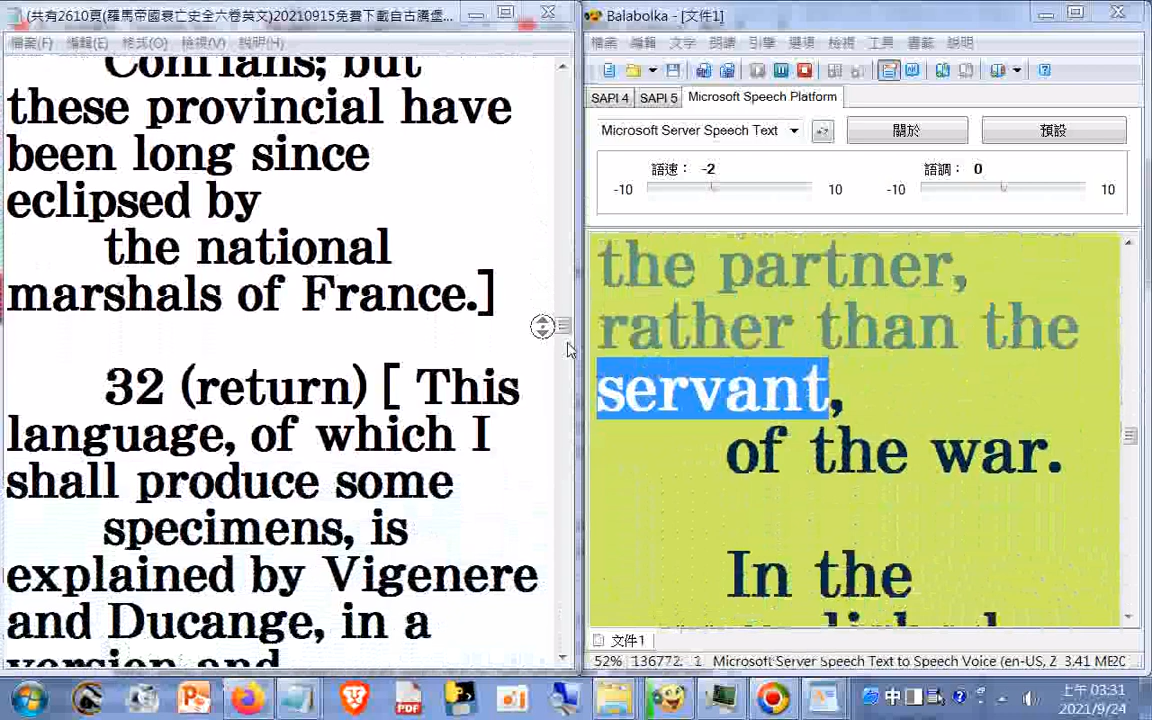 (共有2610頁(羅馬帝國衰亡史全六卷英文)20210915免費下載自古騰堡...
檔案(F) 編輯(E) 格式(O) 檢視(V) 說明(H)
Conflans; but
these provincial have
been long since
eclipsed by
the national
marshals of France.]
32 (return) [ This
language, of which I
shall produce some
specimens, is
explained by Vigenere
and Ducange, in a
version and
Balabolka - [文件1]
檔案 編輯 文字 朗讀 引擎 選項 檢視 工具 書籤 說明
SAPI 4 SAPI 5 Microsoft Speech Platform
Microsoft Server Speech Text 關於 預設
語速： -2 語調： 0
-10 10 -10 10
the partner,
rather than the
servant,
of the war.
In the
文件1
52% 136772: 1 Microsoft Server Speech Text to Speech Voice (en-US, Z 3.41 ME2C
中
上午 03:31
2021/9/24